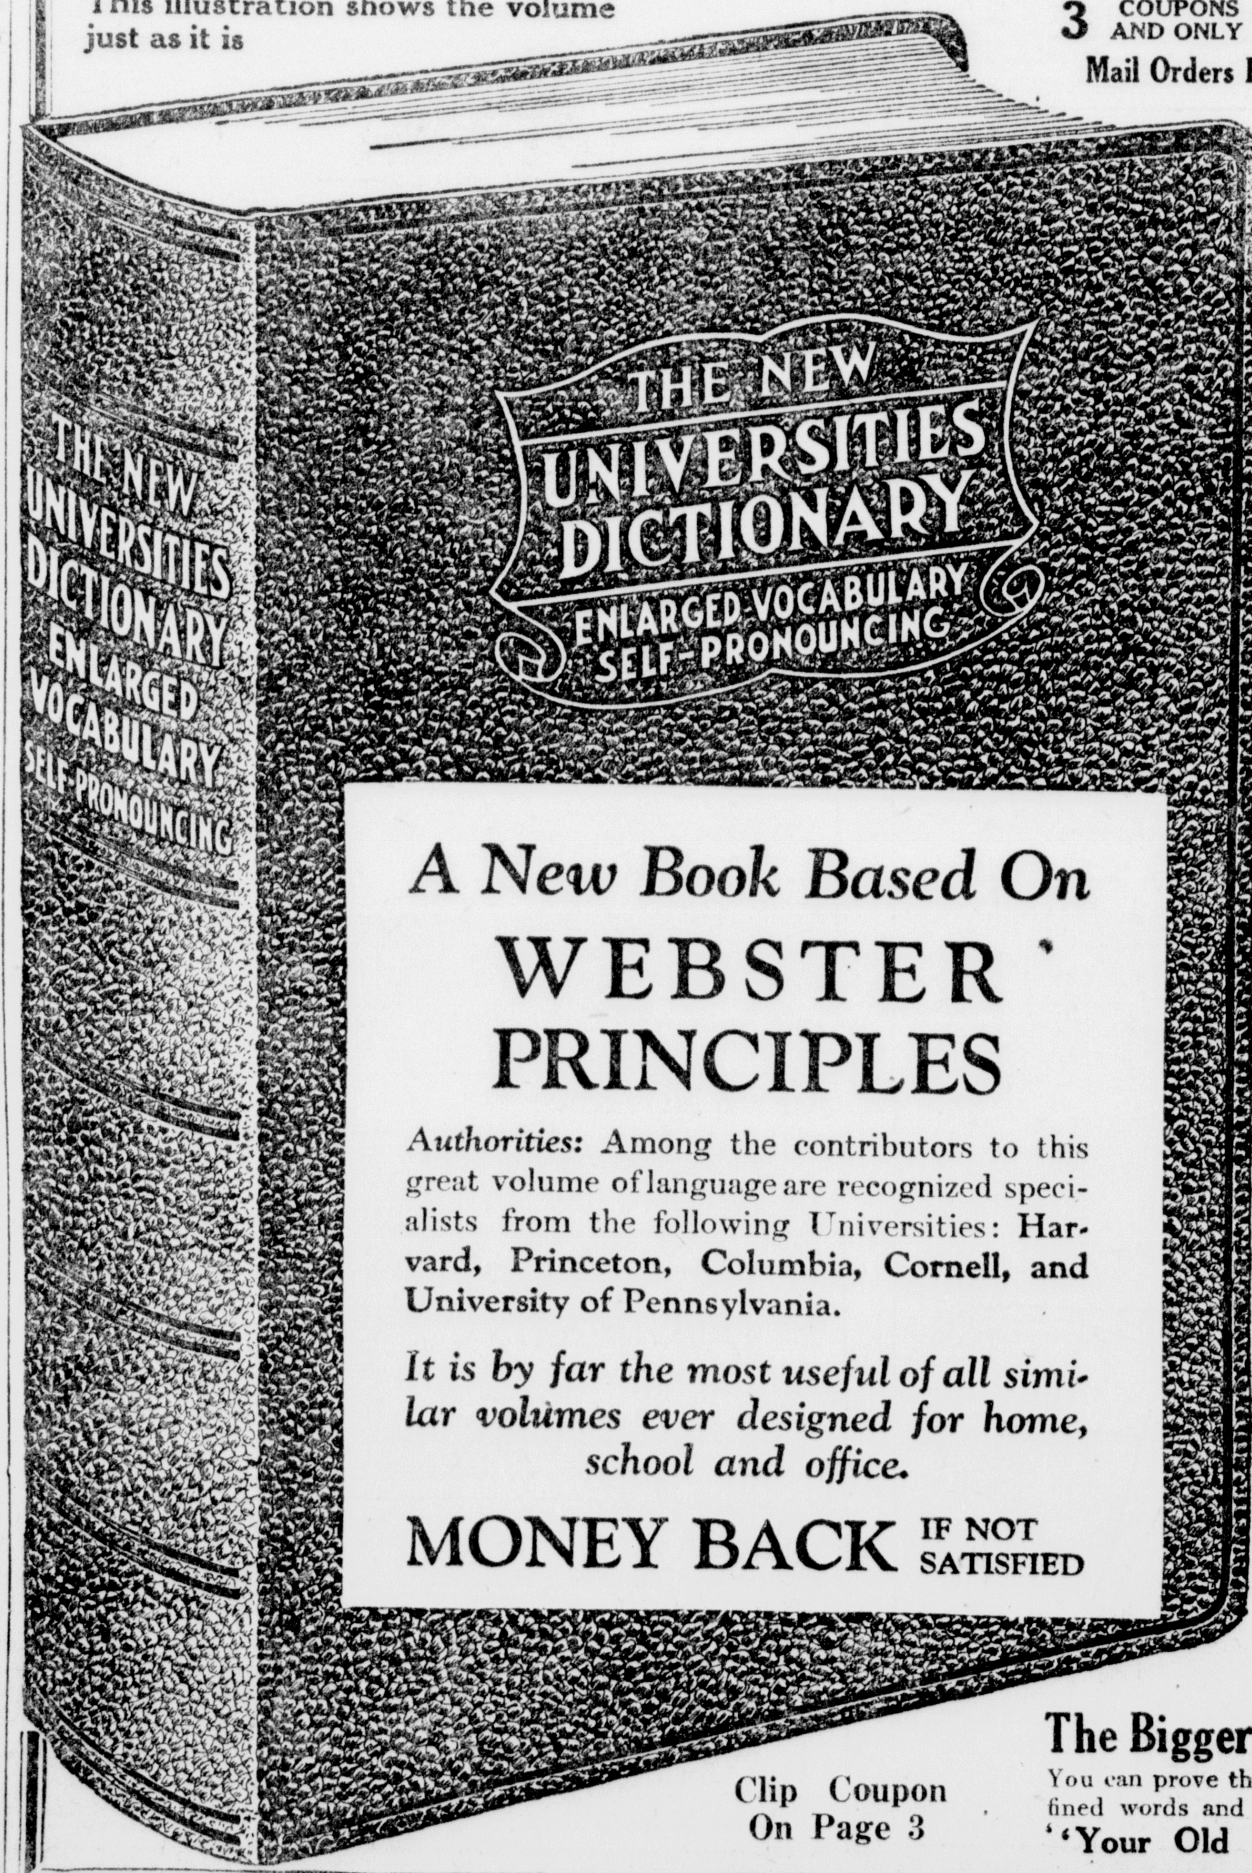 This illustration shows the volume
just as it is
3 COUPONS
AND ONLY
Mail Orders
THE NEW
UNIVERSITIES
DICTIONARY
ENLARGED VOCABULARY
SELF-PRONOUNCING
THE NEW
UNIVERSITIES
DICTIONARY
ENLARGED
VOCABULARY
SELF-PRONOUNCING
A New Book Based On
WEBSTER
PRINCIPLES
Authorities: Among the contributors to this
great volume of language are recognized speci-
alists from the following Universities: Har-
vard, Princeton, Columbia, Cornell, and
University of Pennsylvania.
It is by far the most useful of all simi-
lar volumes ever designed for home,
school and office.
MONEY BACK IF NOT
SATISFIED
Clip Coupon
On Page 3
The Bigger
You can prove th
fined words and
"Your Old